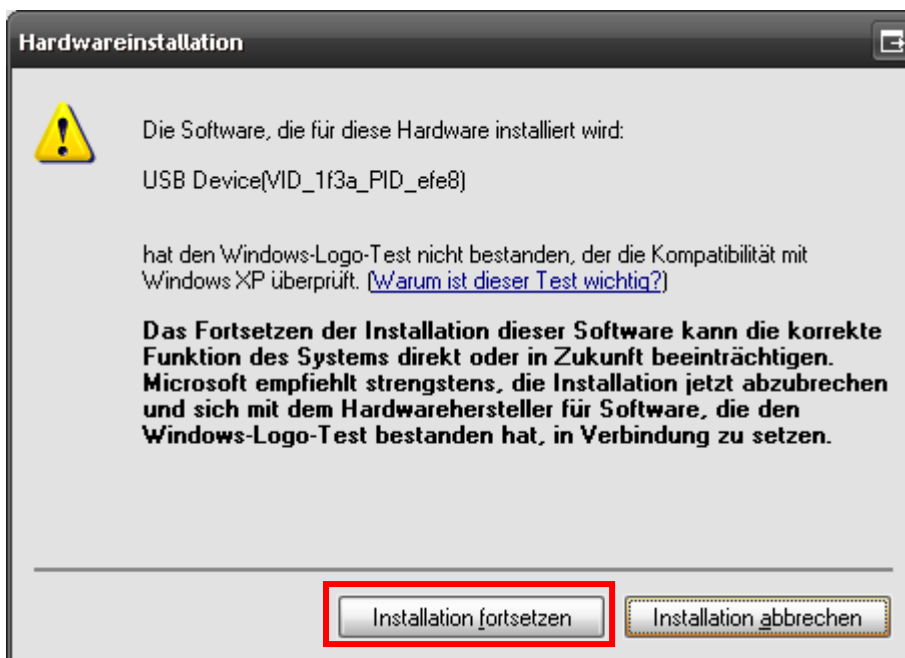 Hardwareinstallation
Die Software, die für diese Hardware installiert wird:
USB Device(VID_1f3a_PID_efe8)
hat den Windows-Logo-Test nicht bestanden, der die Kompatibilität mit
Windows XP überprüft. (Warum ist dieser Test wichtig?)
Das Fortsetzen der Installation dieser Software kann die korrekte
Funktion des Systems direkt oder in Zukunft beeinträchtigen.
Microsoft empfiehlt strengstens, die Installation jetzt abzubrechen
und sich mit dem Hardwarehersteller für Software, die den
Windows-Logo-Test bestanden hat, in Verbindung zu setzen.
Installation fortsetzen
Installation abbrechen